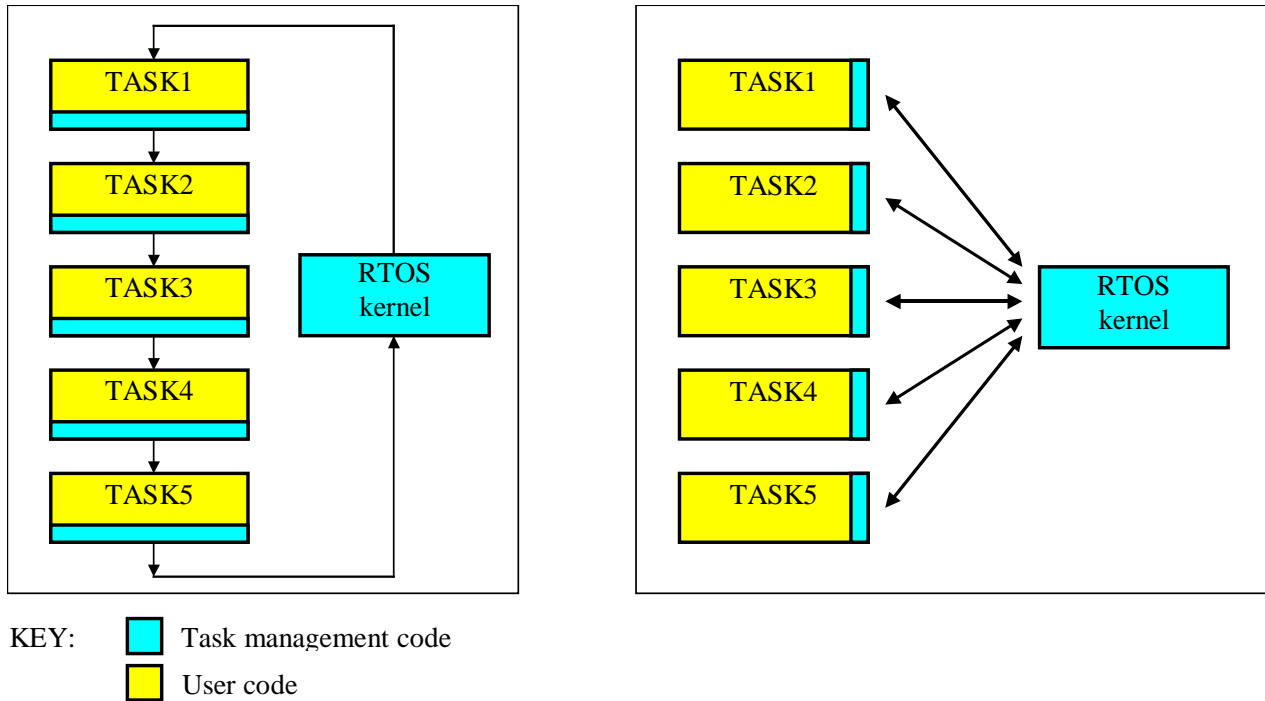 TASK1
TASK2
TASK3
TASK4
TASK5
RTOS
kernel
TASK1
TASK2
TASK3
TASK4
TASK5
RTOS
kernel
KEY:
Task management code
User code